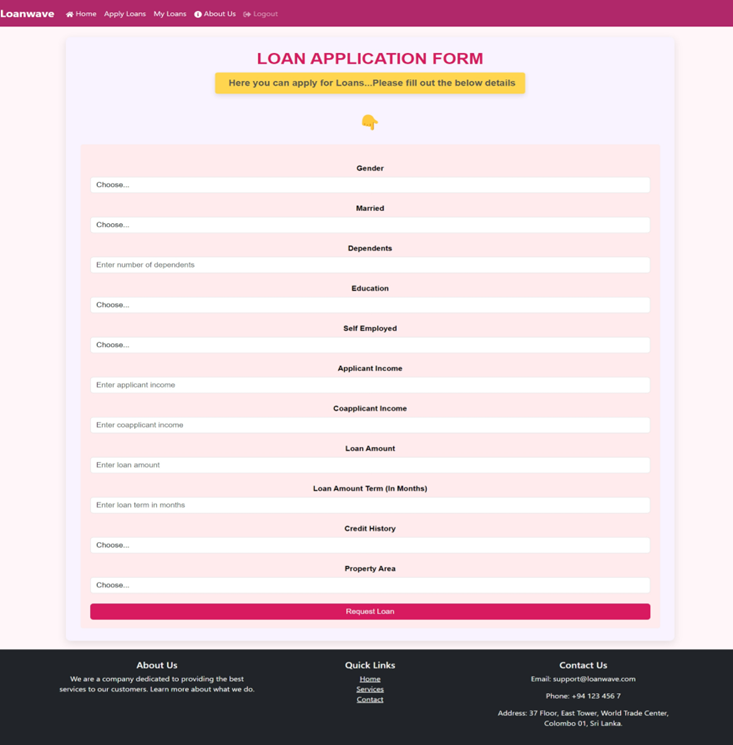 Loanwave Home Apply Loans My Loans About Us Logout
LOAN APPLICATION FORM
Here you can apply for Loans...Please fill out the below details
Gender
Choose...
Married
Choose...
Dependents
Enter number of dependents
Education
Choose...
Self Employed
Choose...
Applicant Income
Enter applicant income
Coapplicant Income
Enter coapplicant income
Loan Amount
Enter loan amount
Loan Amount Term (In Months)
Enter loan term in months
Credit History
Choose...
Property Area
Choose...
Request Loan
About Us
We are a company dedicated to providing the best
services to our customers. Learn more about what we do.
Quick Links
Home
Services
Contact
Contact Us
Email: support@loanwave.com
Phone: +94 123 456 7
Address: 37 Floor, East Tower, World Trade Center,
Colombo 01, Sri Lanka.